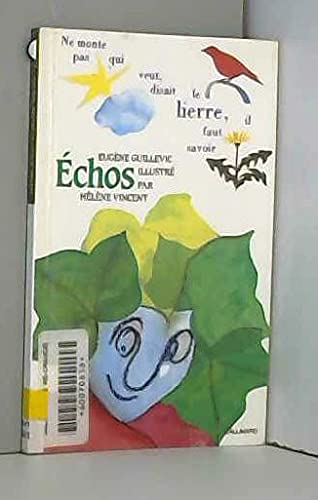 Ne monte
pas qui
veut, disait le
lierre, il
faut
savoir
EUGÈNE GUILLEVIC
Échos ILLUSTRÉ
PAR
HÉLÈNE VINCENT
GALLIMARD